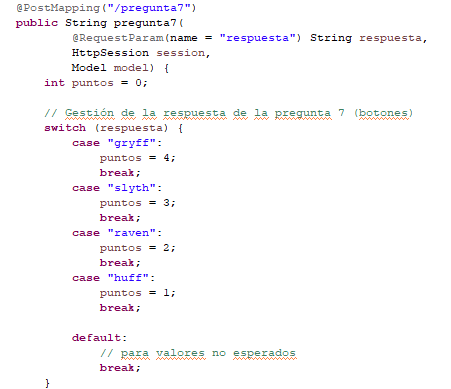 @PostMapping("/pregunta7")
public String pregunta7(
@RequestParam(name = "respuesta") String respuesta,
HttpSession session,
Model model) {
int puntos = 0;
// Gestión de la respuesta de la pregunta 7 (botones)
switch (respuesta) {
case "gryff":
puntos = 4;
break;
case "slyth":
puntos = 3;
break;
case "raven":
puntos = 2;
break;
case "huff":
puntos = 1;
break;
default:
// para valores no esperados
break;
}